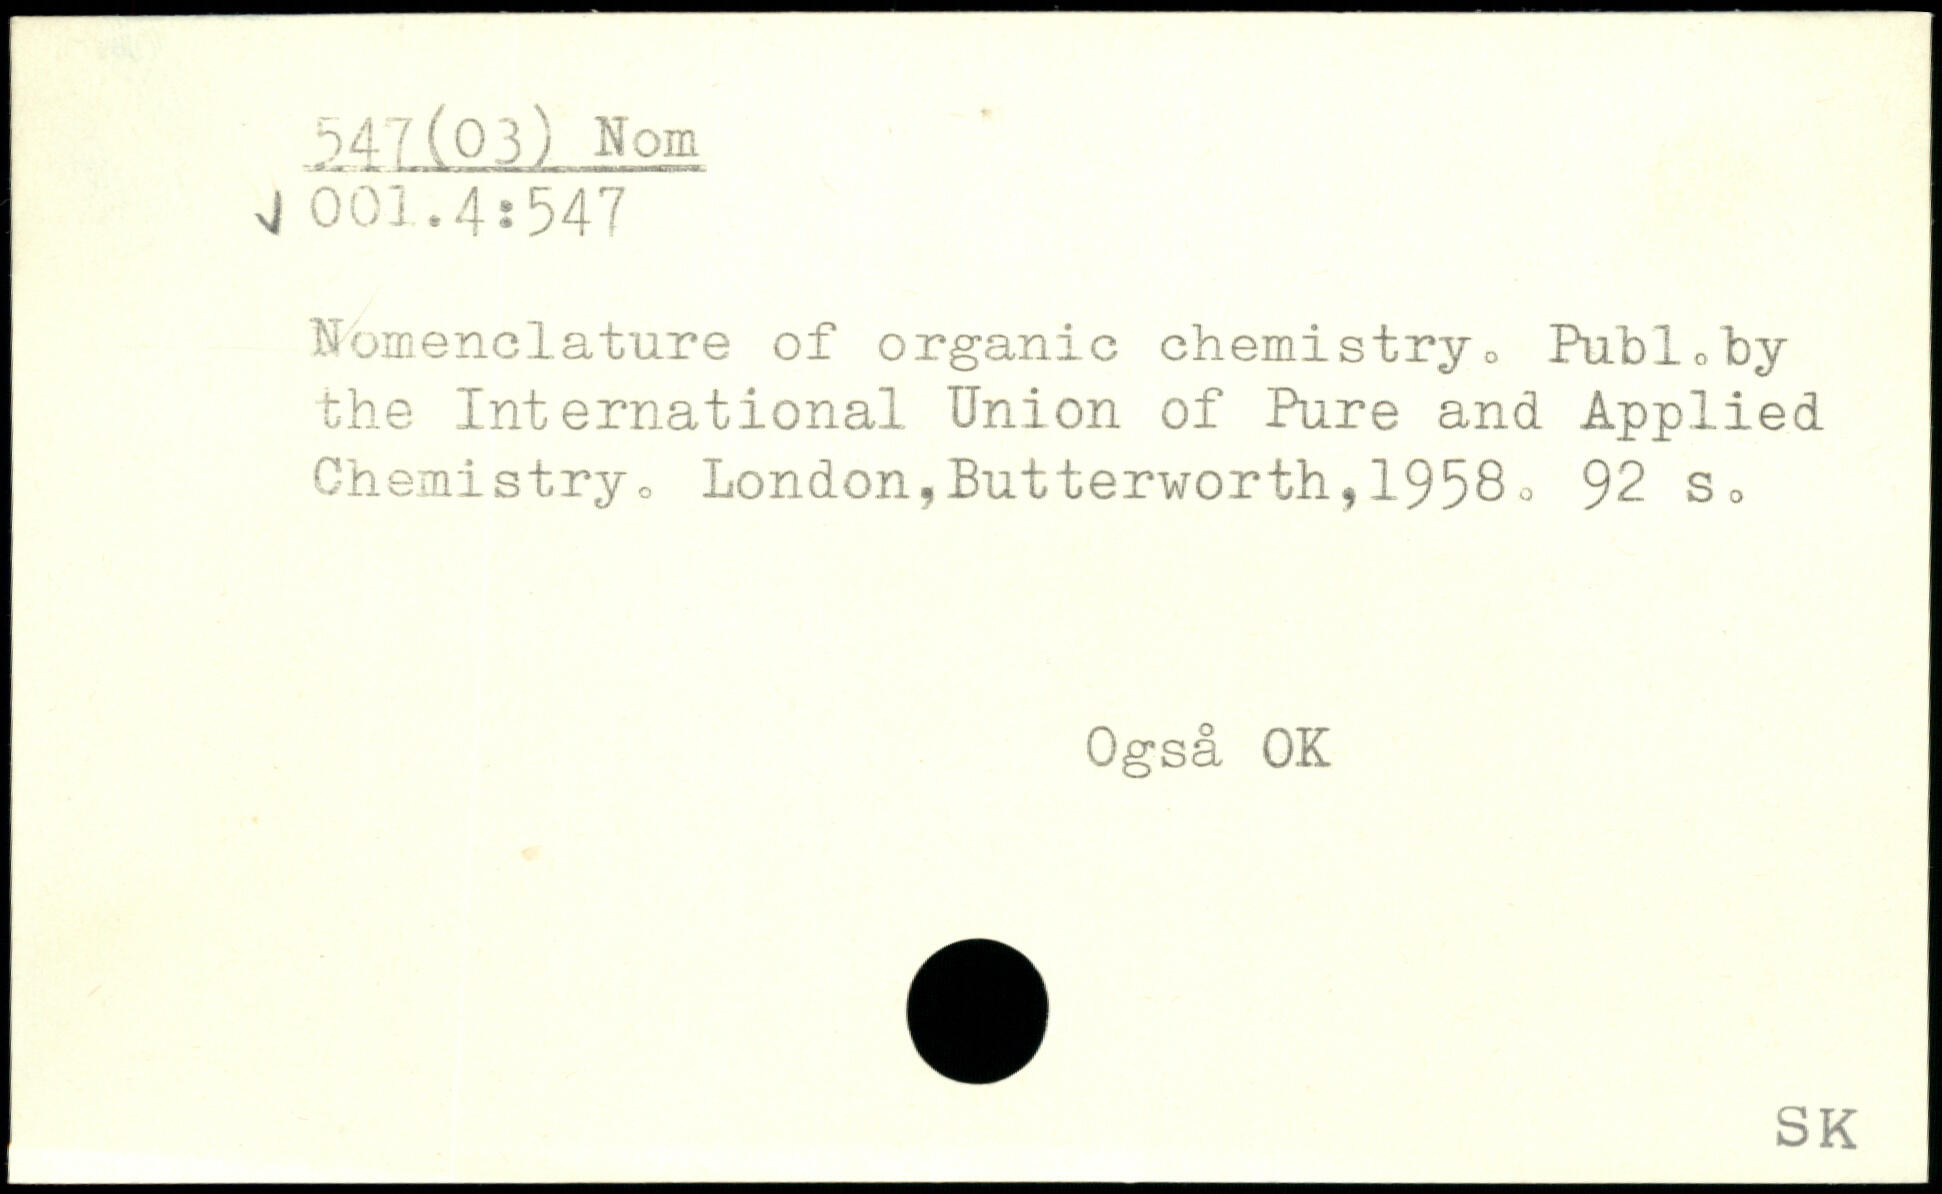 547(03) Nom
✓ 001.4:547
Nomenclature of organic chemistry. Publ.by
the International Union of Pure and Applied
Chemistry. London,Butterworth,1958. 92 s.
Også OK
SK